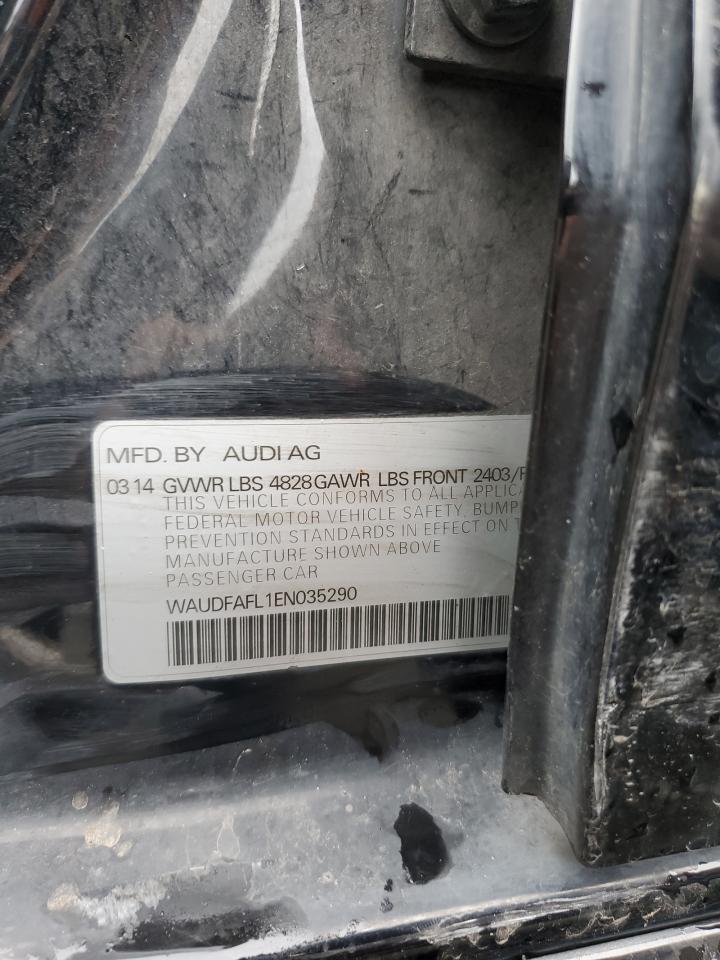 MFD. BY AUDI AG
03 14 GVWR LBS 4828 GAWR LBS FRONT 2403/
THIS VEHICLE CONFORMS TO ALL
FEDERAL MOTOR VEHICLE SAFETY, BUMP
PREVENTION STANDARDS IN EFFECT ON
MANUFACTURE SHOWN ABOVE
PASSENGER CAR
WAUDFAFL1EN035290